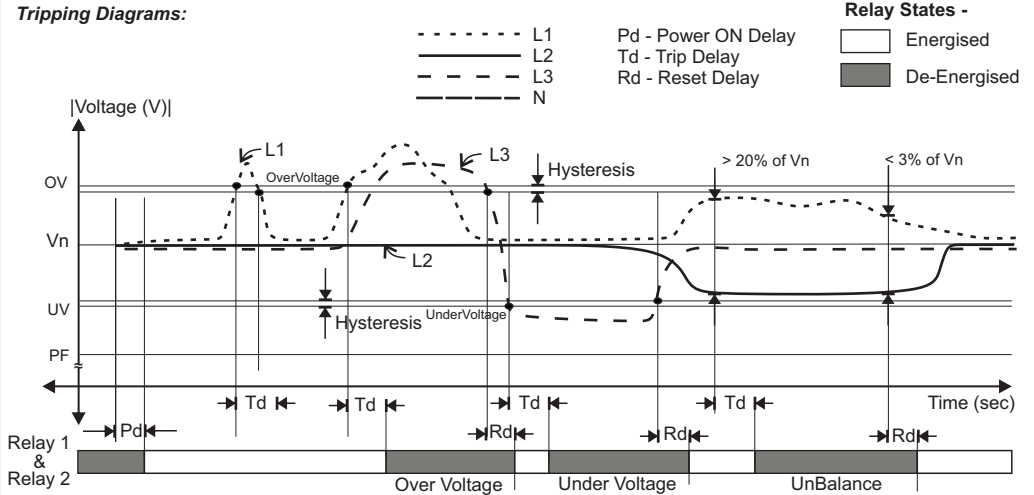 Tripping Diagrams:
Relay States -
L1
L2
L3
N
Pd - Power ON Delay
Td - Trip Delay
Rd - Reset Delay
Energised
De-Energised
|Voltage (V)|
L1
L3
Hysteresis
> 20% of Vn
< 3% of Vn
OV
OverVoltage
Vn
L2
UV
Hysteresis
UnderVoltage
PF
Td
Td
Td
Td
Time (sec)
Pd
Rd
Rd
Rd
Relay 1
&
Relay 2
Over Voltage
Under Voltage
UnBalance